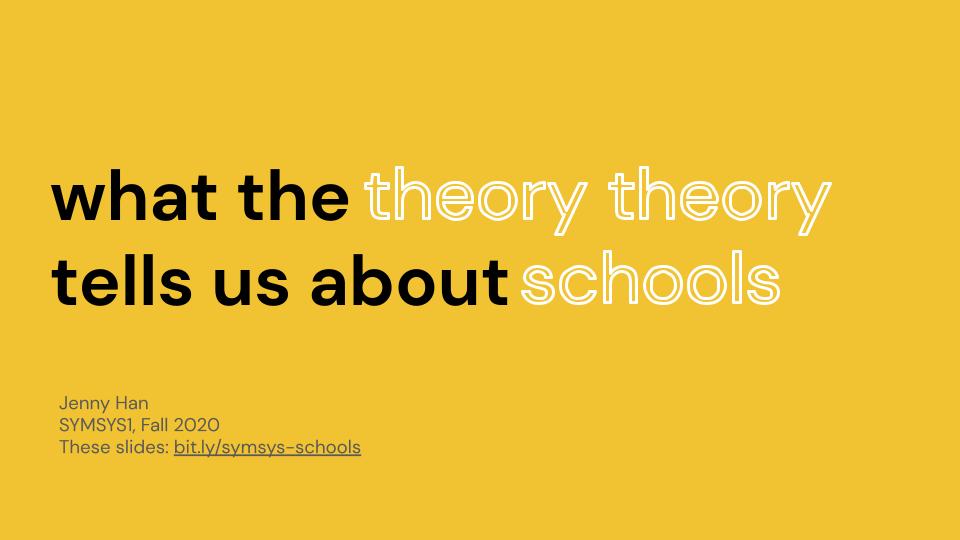 what the theory theory
tells us about schools
Jenny Han
SYMSYS1, Fall 2020
These slides: bit.ly/symsys-schools